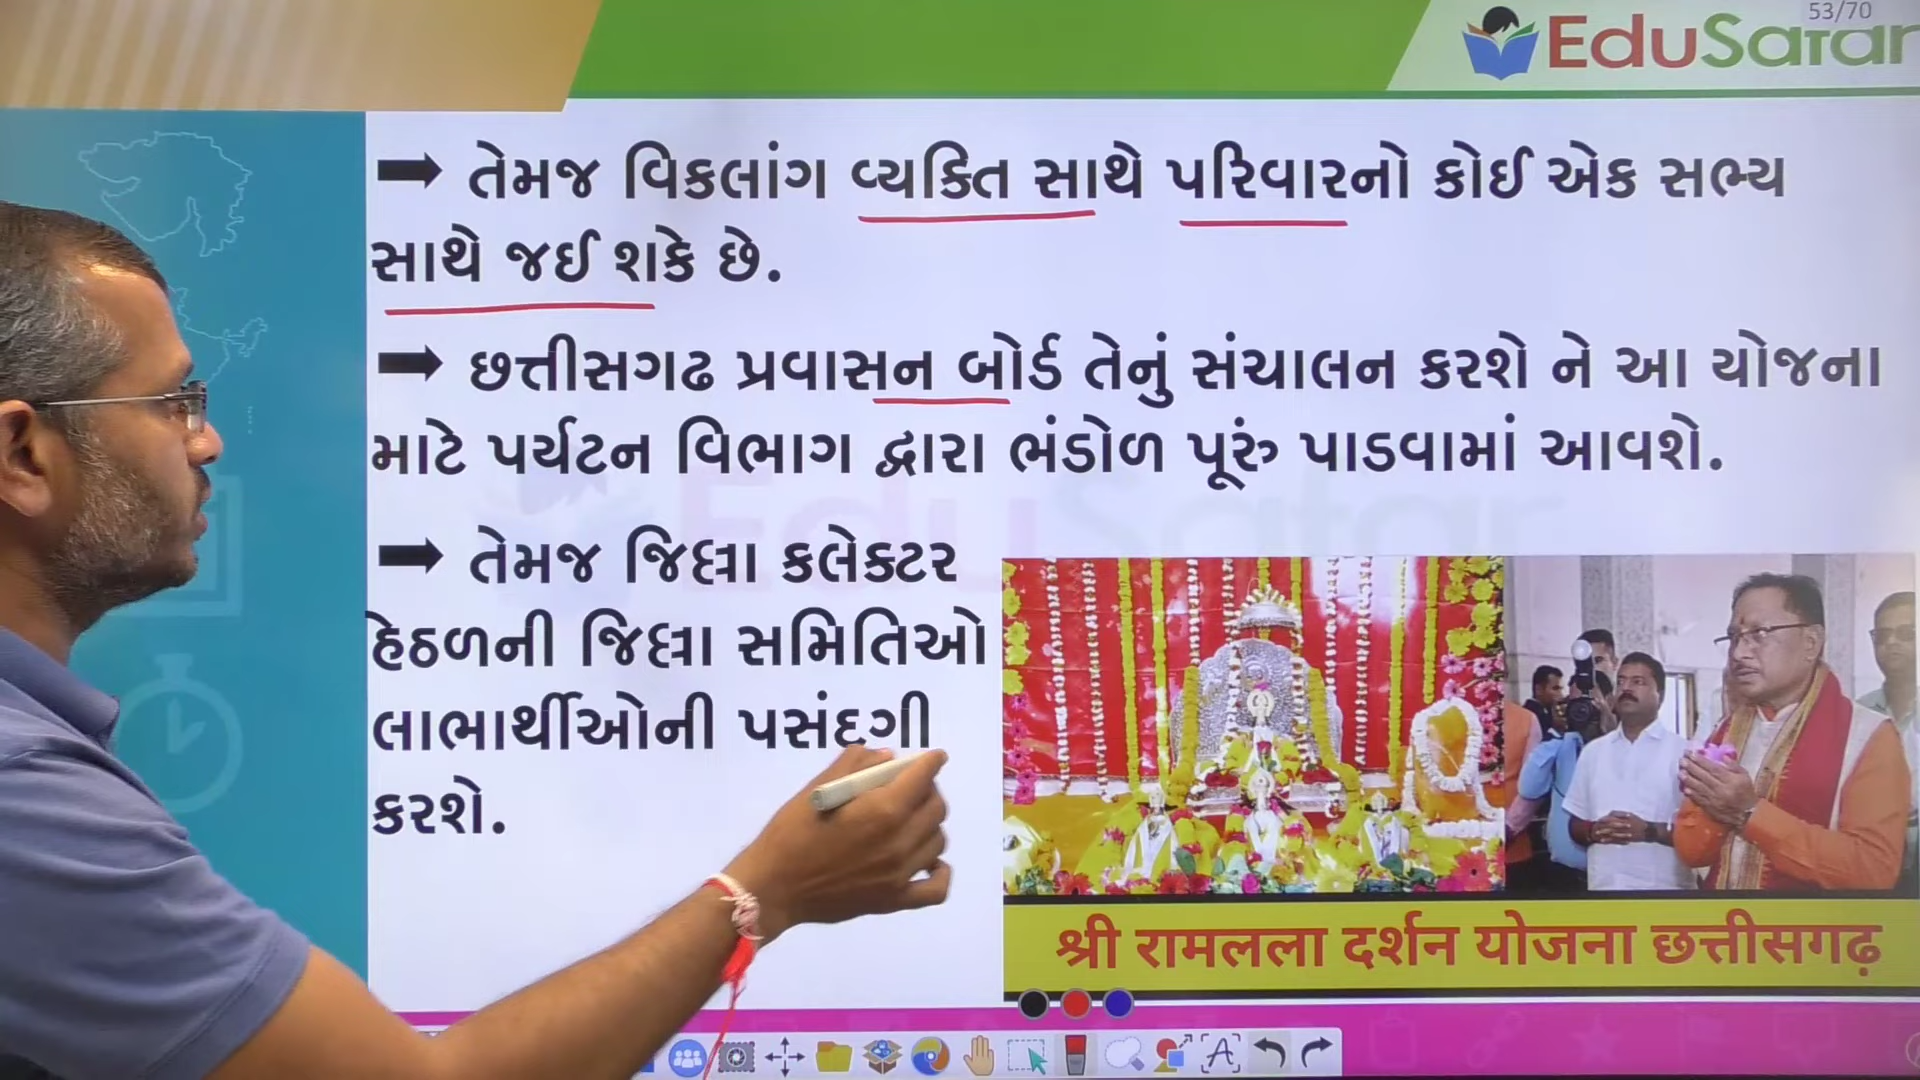 53/70
EduSafar
➡ તેમજ વિકલાંગ વ્યક્તિ સાથે પરિવારનો કોઈ એક સભ્ય
સાથે જઈ શકે છે.
➡ છત્તીસગઢ પ્રવાસન બોર્ડ તેનું સંચાલન કરશે ને આ યોજના
માટે પર્યટન વિભાગ દ્વારા ભંડોળ પૂરું પાડવામાં આવશે.
➡ તેમજ જિલ્લા કલેક્ટર
હેઠળની જિલ્લા સમિતિઓ
લાભાર્થીઓની પસંદગી
કરશે.
श्री रामलला दर्शन योजना छत्तीसगढ़